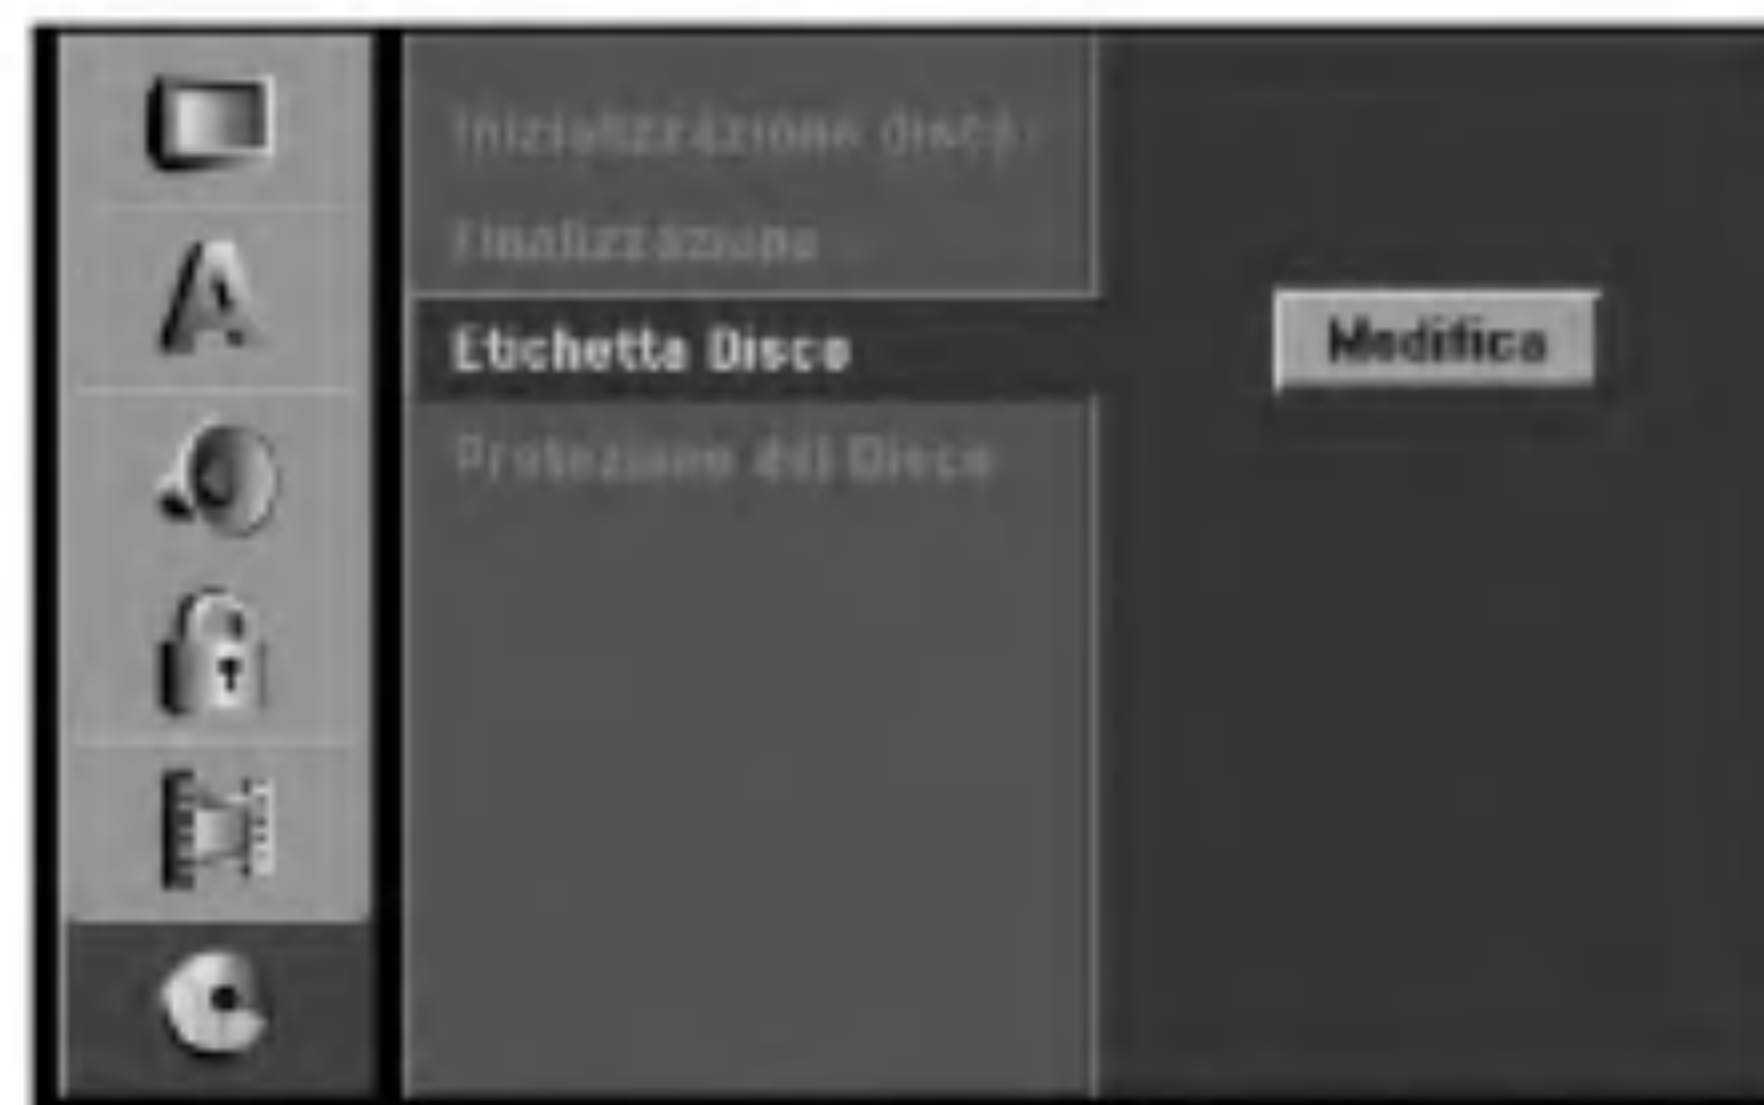 Inizializzazione disco
Finalizzazione
Etichetta Disco
Modifica
Protezione del Disco